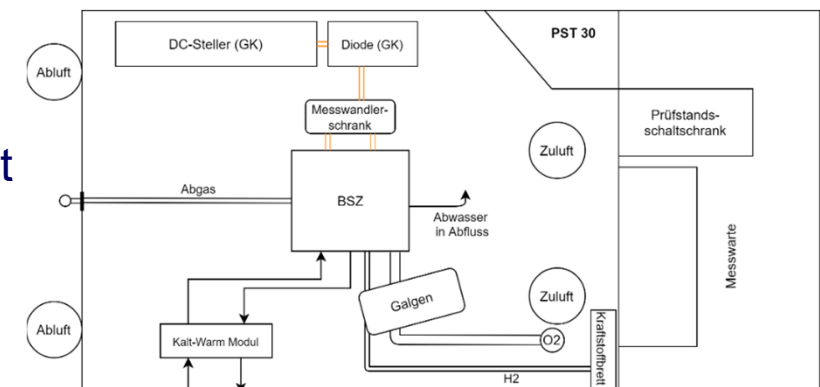 PST 30
DC-Steller (GK)
Diode (GK)
Abluft
Messwandler-
schrank
Prüfstands-
schaltschrank
Zuluft
t
Abgas
BSZ
Abwasser
in Abfluss
Messwarte
Galgen
Zuluft
Abluft
Kalt-Warm Modul
O2
Kraftstoffbrett
H2